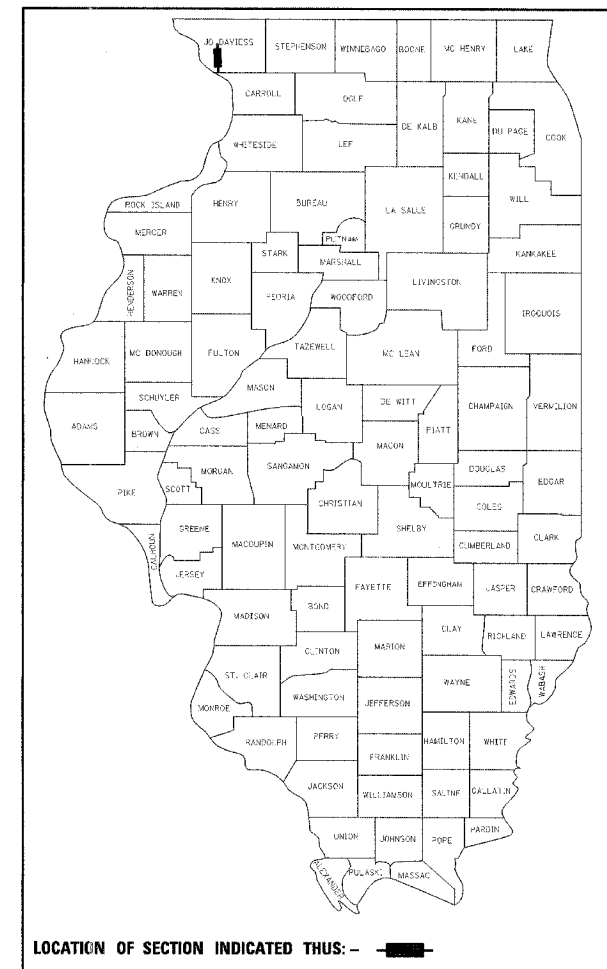 JO DAVIESS STEPHENSON WINNEBAGO BOONE MC HENRY LAKE
CARROLL OGLE DE KALB KANE DU PAGE COOK
WHITESIDE LEE KENDALL WILL
ROCK ISLAND HENRY BUREAU LA SALLE GRUNDY
MERCER PUTNAM KANKAKEE
STARK MARSHALL
HENDERSON WARREN KNOX PEORIA WOODFORD LIVINGSTON IROQUOIS
HANCOCK MC DONOUGH FULTON TAZEWELL MC LEAN FORD
MASON
SCHUYLER LOGAN DE WITT CHAMPAIGN VERMILION
ADAMS BROWN CASS MENARD MACON PIATT
PIKE SCOTT MORGAN SANGAMON MOULTRIE DOUGLAS EDGAR
CHRISTIAN COLES
CALHOUN GREENE MACOUPIN MONTGOMERY SHELBY CUMBERLAND CLARK
JERSEY FAYETTE EFFINGHAM JASPER CRAWFORD
MADISON BOND
CLAY RICHLAND LAWRENCE
CLINTON MARION
ST. CLAIR WAYNE EDWARDS WABASH
MONROE WASHINGTON JEFFERSON
RANDOLPH PERRY HAMILTON WHITE
FRANKLIN
JACKSON WILLIAMSON SALINE GALLATIN
UNION JOHNSON POPE HARDIN
ALEXANDER PULASKI MASSAC
LOCATION OF SECTION INDICATED THUS: -